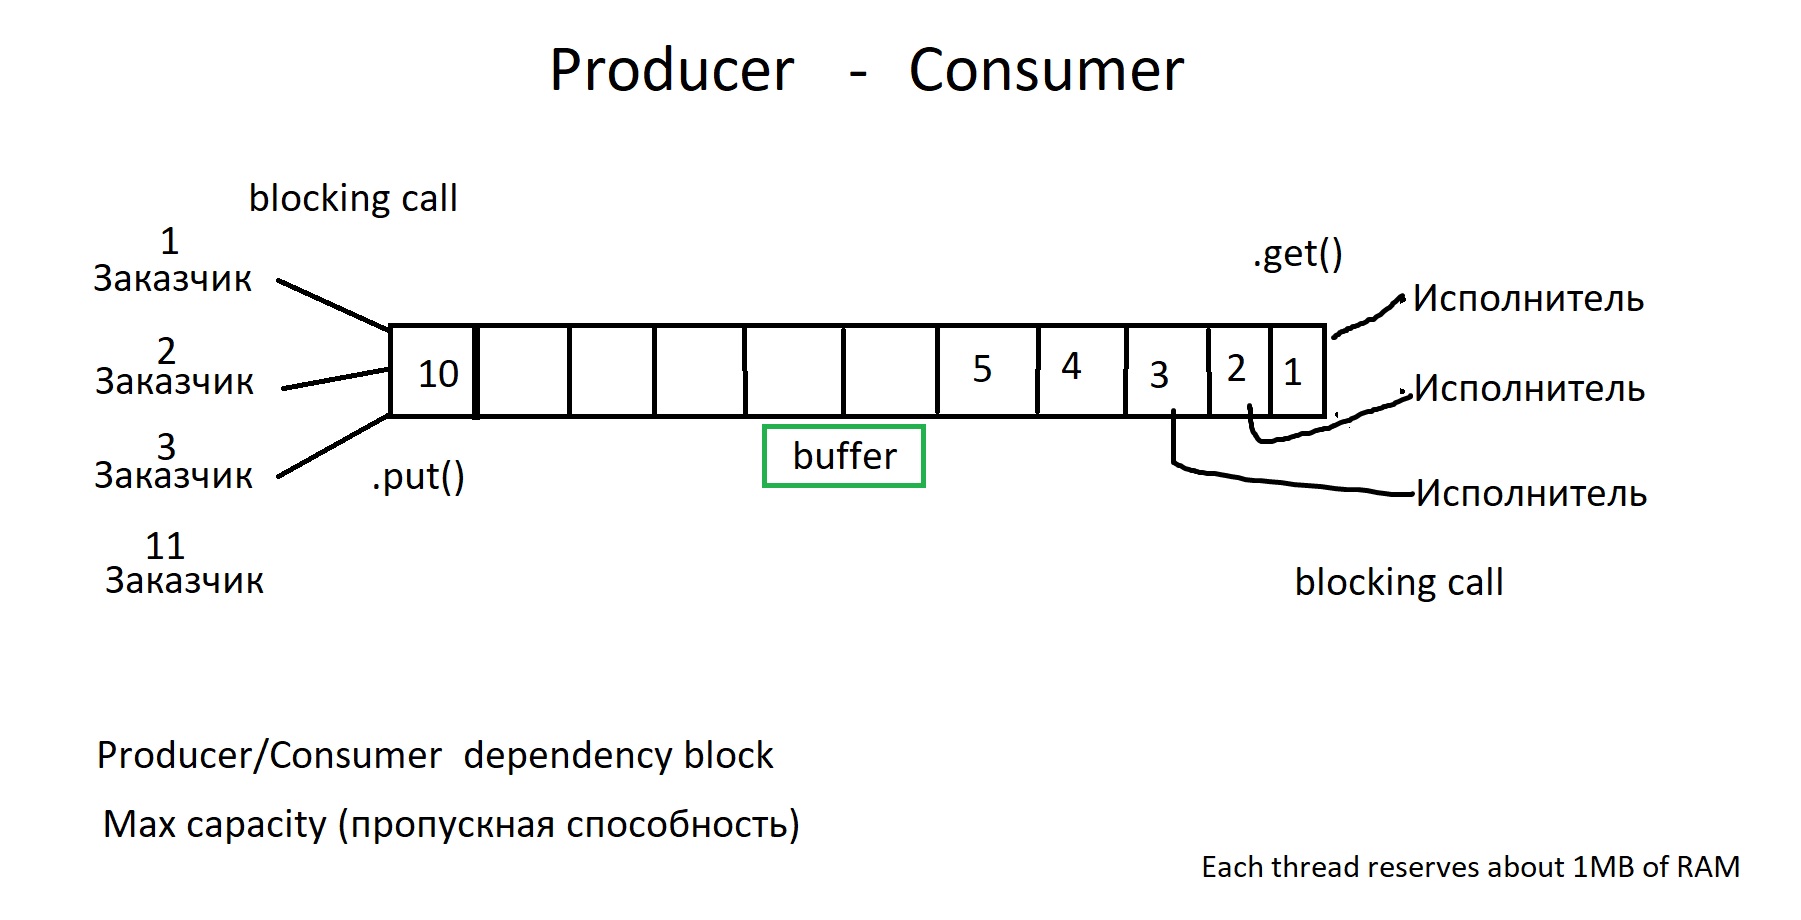 Producer - Consumer
blocking call
1
Заказчик
2
Заказчик
3
Заказчик
11
Заказчик
.put()
10
5
4
3
2
1
buffer
.get()
Исполнитель
Исполнитель
Исполнитель
blocking call
Producer/Consumer dependency block
Max capacity (пропускная способность)
Each thread reserves about 1MB of RAM